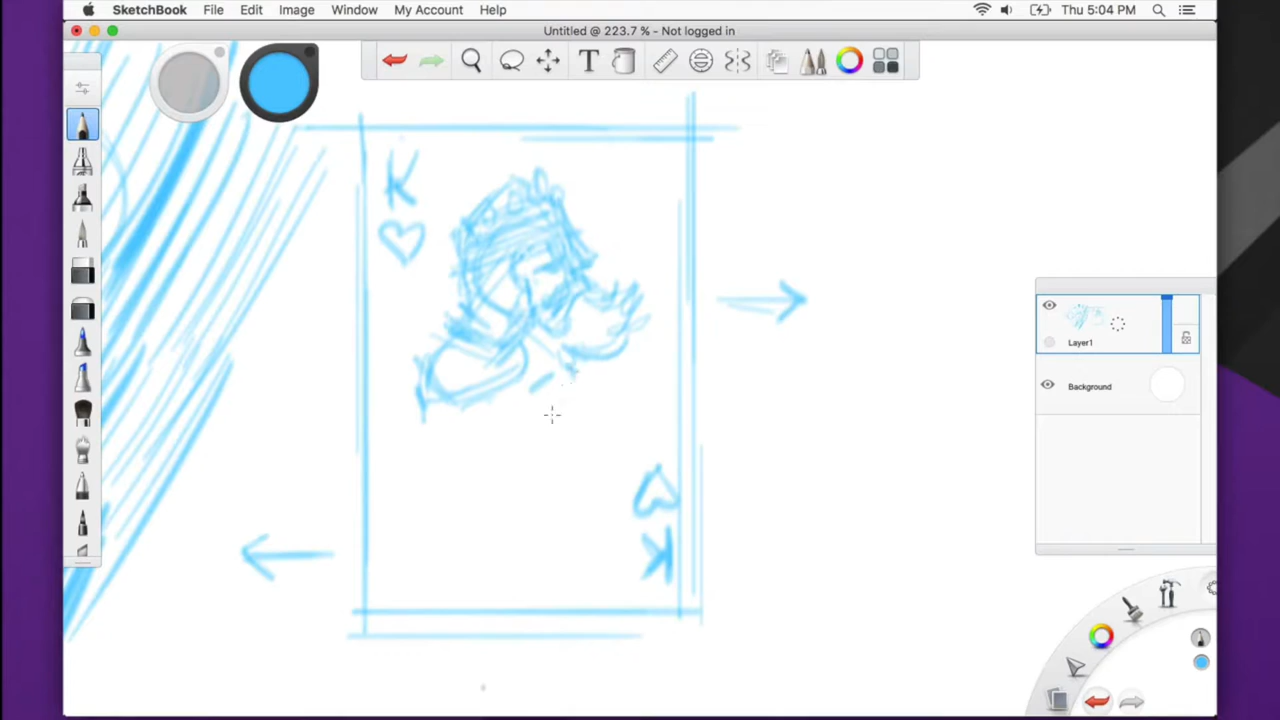 SketchBook File Edit Image Window My Account Help Thu 5:04 PM
Untitled @ 223.7 % - Not logged in
T
K
Layer1
Background
K